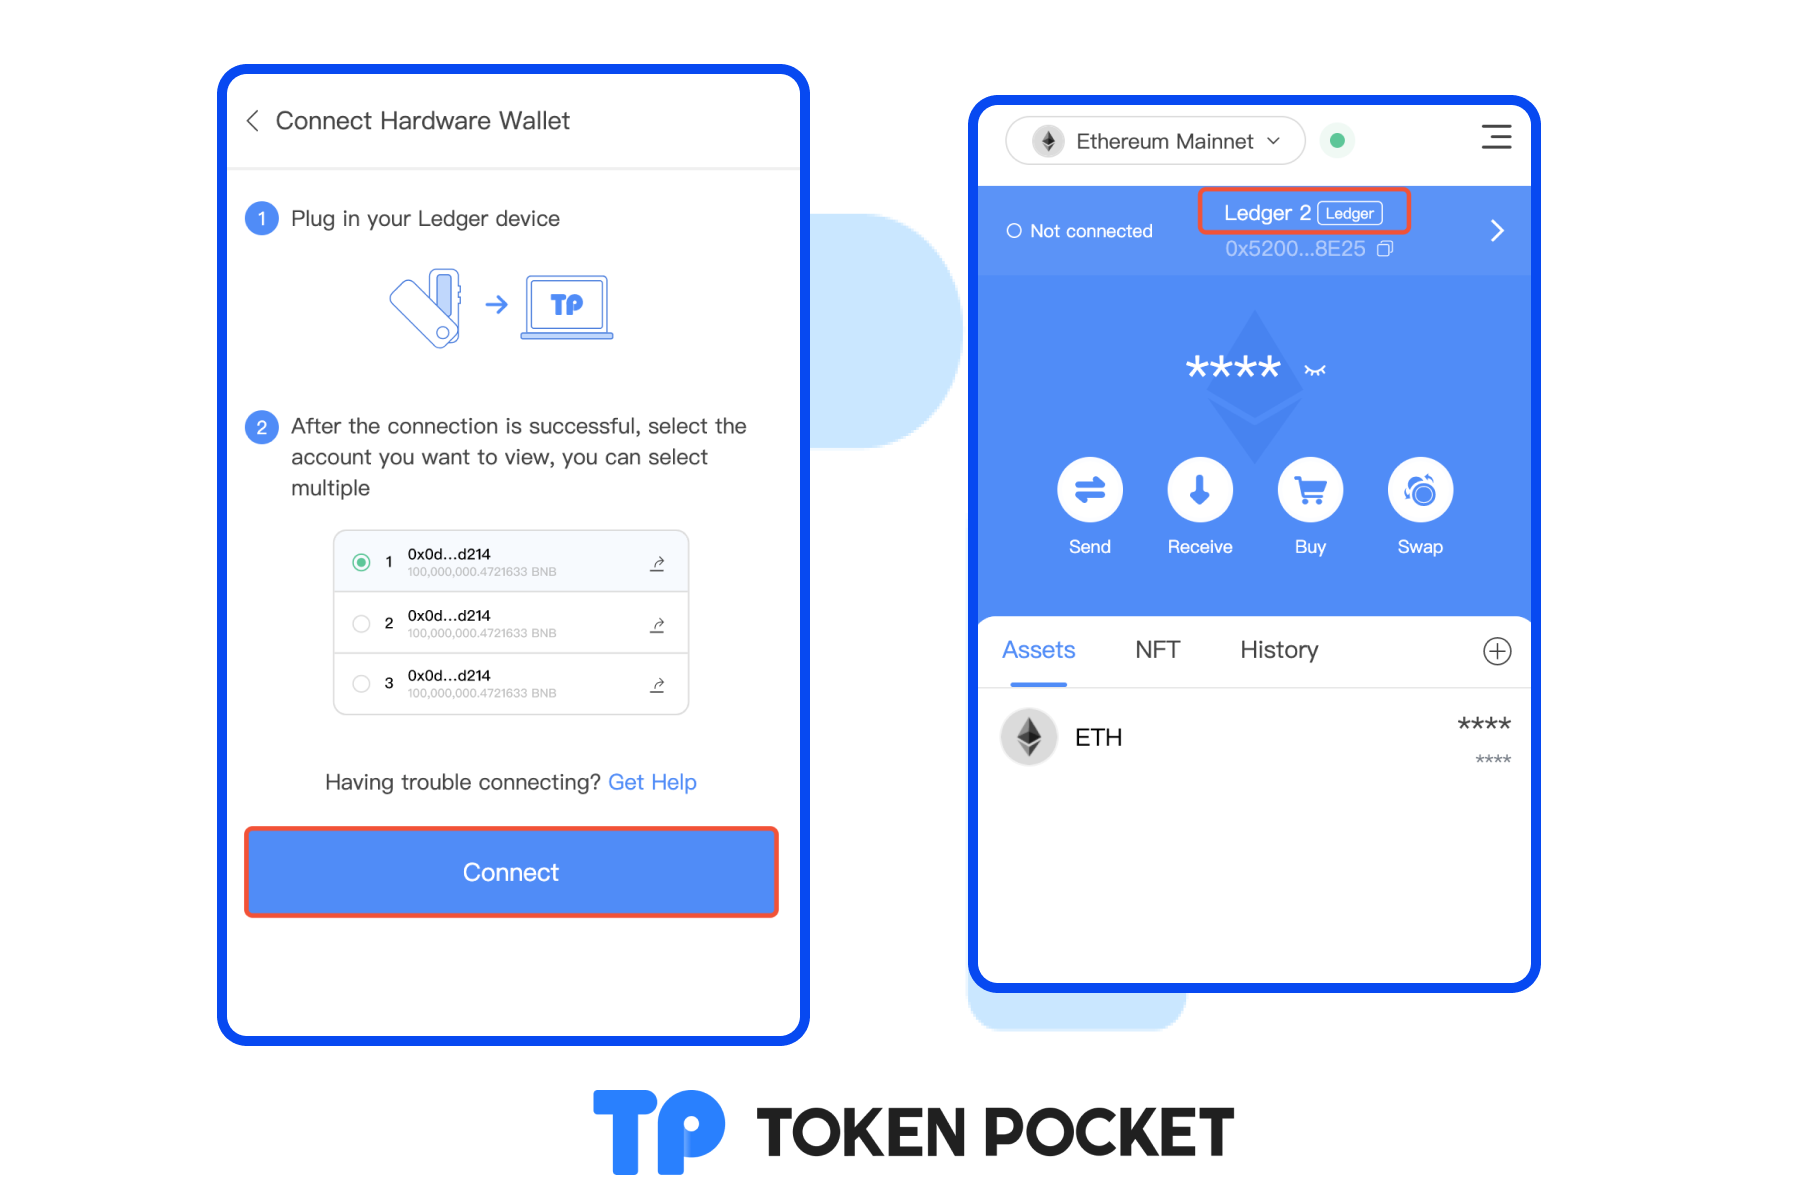 Connect Hardware Wallet
1 Plug in your Ledger device
TP
2 After the connection is successful, select the
account you want to view, you can select
multiple
1 0x0d...d214
100,000,000.4721633 BNB
2 0x0d...d214
100,000,000.4721633 BNB
3 0x0d...d214
100,000,000.4721633 BNB
Having trouble connecting? Get Help
Connect
Ethereum Mainnet
Not connected
Ledger 2 Ledger
0x5200...8E25
****
Send Receive Buy Swap
Assets NFT History
ETH ****
****
TP TOKEN POCKET